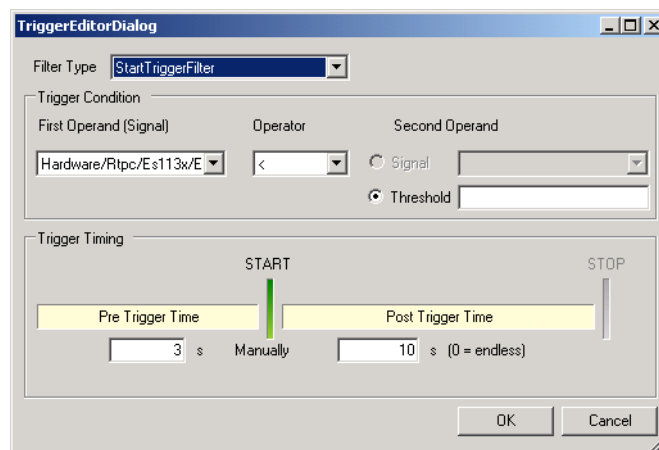 TriggerEditorDialog
Filter Type StartTriggerFilter
Trigger Condition
First Operand (Signal) Operator Second Operand
Hardware/Rtpc/Es113x/E < Signal
Threshold
Trigger Timing
START STOP
Pre Trigger Time Post Trigger Time
3 s Manually 10 s (0 = endless)
OK Cancel